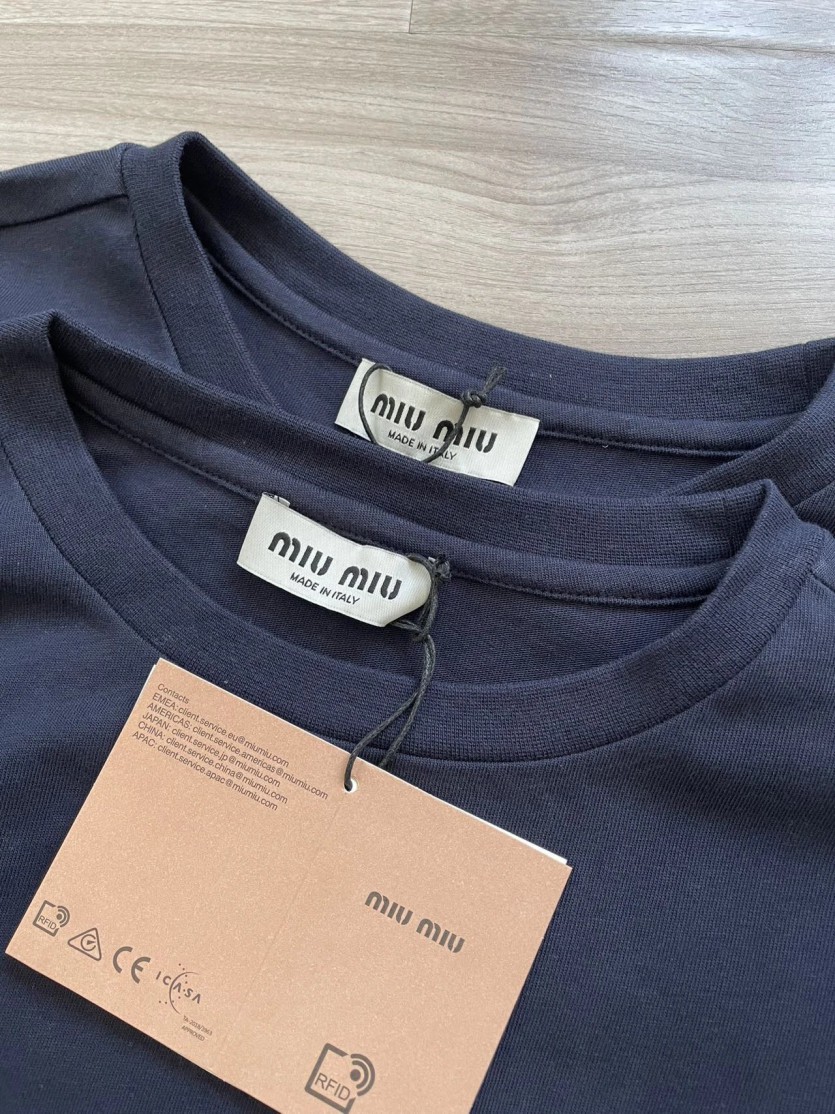 miu miu
MADE IN ITALY
miu miu
MADE IN ITALY
Contacts
EMEA: client.service.eu@miumiu.com
AMERICAS: client.service.americas@miumiu.com
JAPAN: client.service.jp@miumiu.com
CHINA: client.service.china@miumiu.com
APAC: client.service.apac@miumiu.com
miu miu
RFID
CE
ICASA
APPROVED
RFID